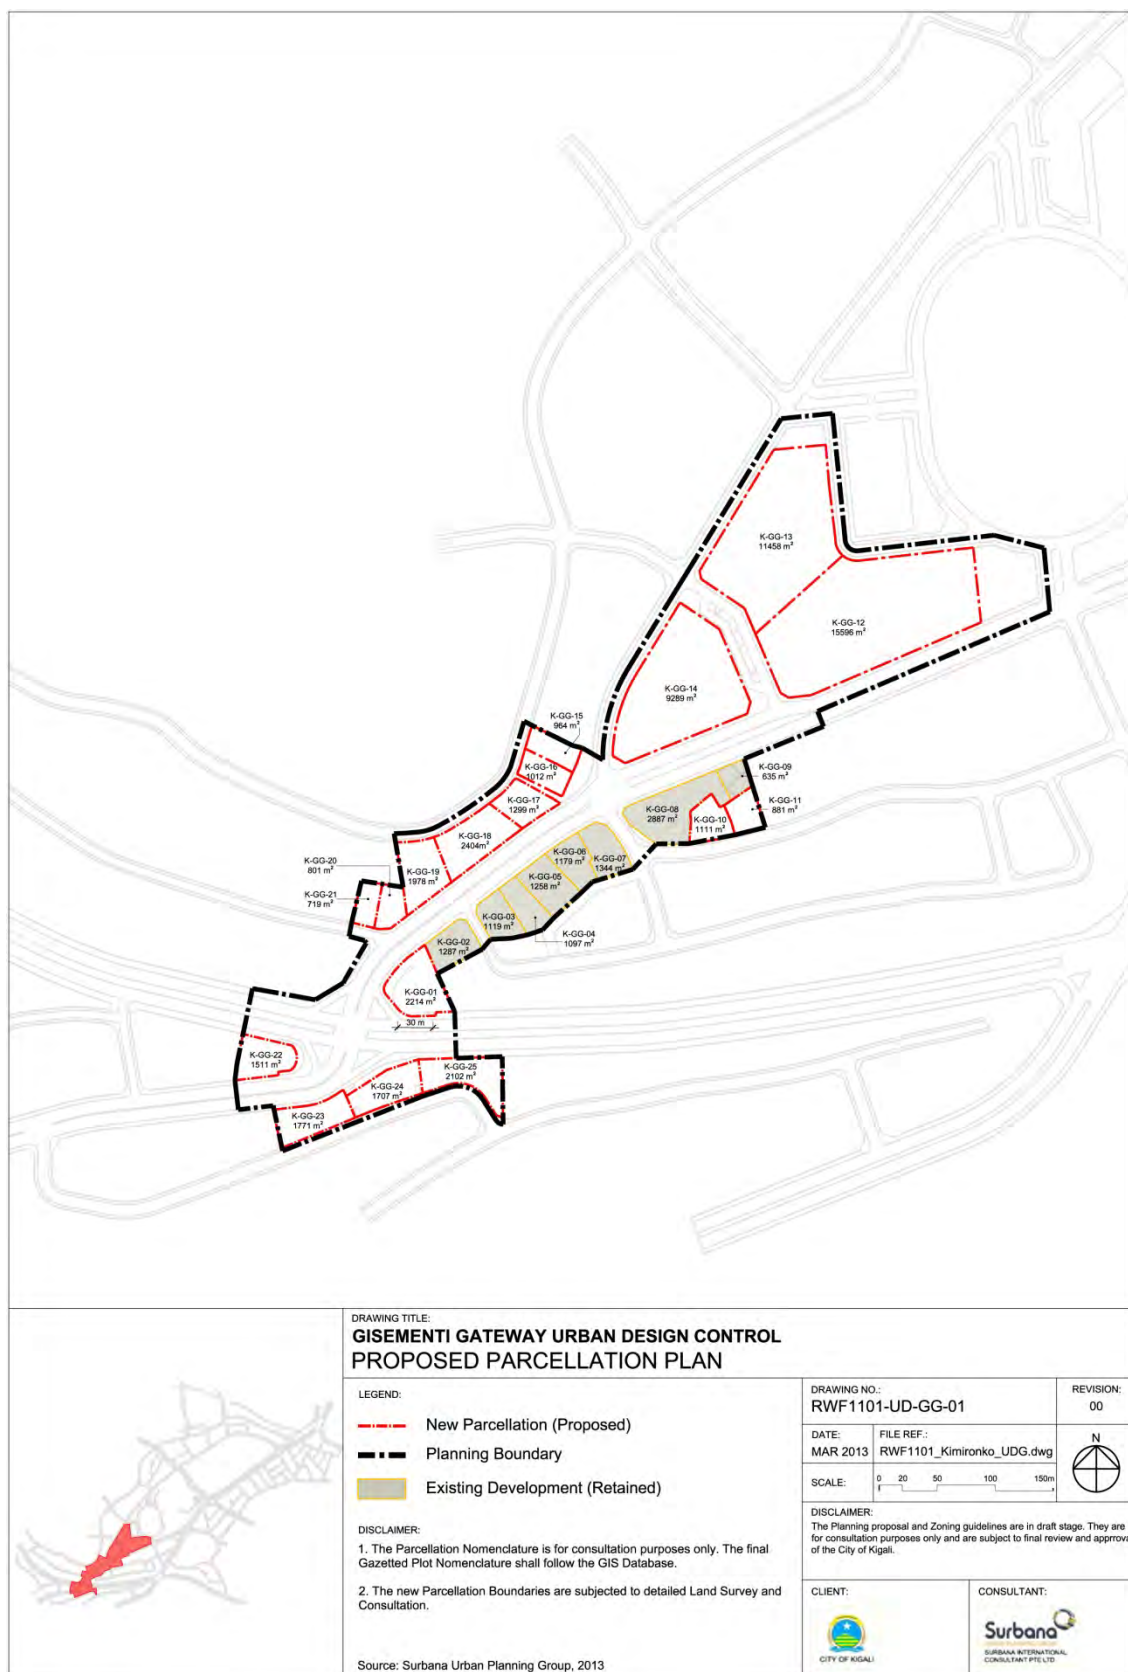 K-GG-13
11458 m²
K-GG-12
15596 m²
K-GG-14
9289 m²
K-GG-15
964 m²
K-GG-16
1012 m²
K-GG-09
635 m²
K-GG-17
1299 m²
K-GG-11
881 m²
K-GG-08
2887 m²
K-GG-10
1111 m²
K-GG-18
2404m²
K-GG-06
1179 m²
K-GG-07
1344 m²
K-GG-20
801 m²
K-GG-19
1978 m²
K-GG-05
1258 m²
K-GG-21
719 m²
K-GG-03
1119 m²
K-GG-04
1097 m²
K-GG-02
1287 m²
K-GG-01
2214 m²
30 m
K-GG-22
1511 m²
K-GG-25
2102 m²
K-GG-24
1707 m²
K-GG-23
1771 m²
DRAWING TITLE:
GISEMENTI GATEWAY URBAN DESIGN CONTROL
PROPOSED PARCELLATION PLAN
LEGEND:
New Parcellation (Proposed)
Planning Boundary
Existing Development (Retained)
DISCLAIMER:
1. The Parcellation Nomenclature is for consultation purposes only. The final
Gazetted Plot Nomenclature shall follow the GIS Database.
2. The new Parcellation Boundaries are subjected to detailed Land Survey and
Consultation.
Source: Surbana Urban Planning Group, 2013
DRAWING NO.:
RWF1101-UD-GG-01
REVISION:
00
DATE:
MAR 2013
FILE REF.:
RWF1101_Kimironko_UDG.dwg
N
SCALE:
0 20 50 100 150m
DISCLAIMER:
The Planning proposal and Zoning guidelines are in draft stage. They are
for consultation purposes only and are subject to final review and approva
of the City of Kigali.
CLIENT:
CITY OF KIGALI
CONSULTANT:
Surbana
SURBANA INTERNATIONAL
CONSULTANT PTE LTD